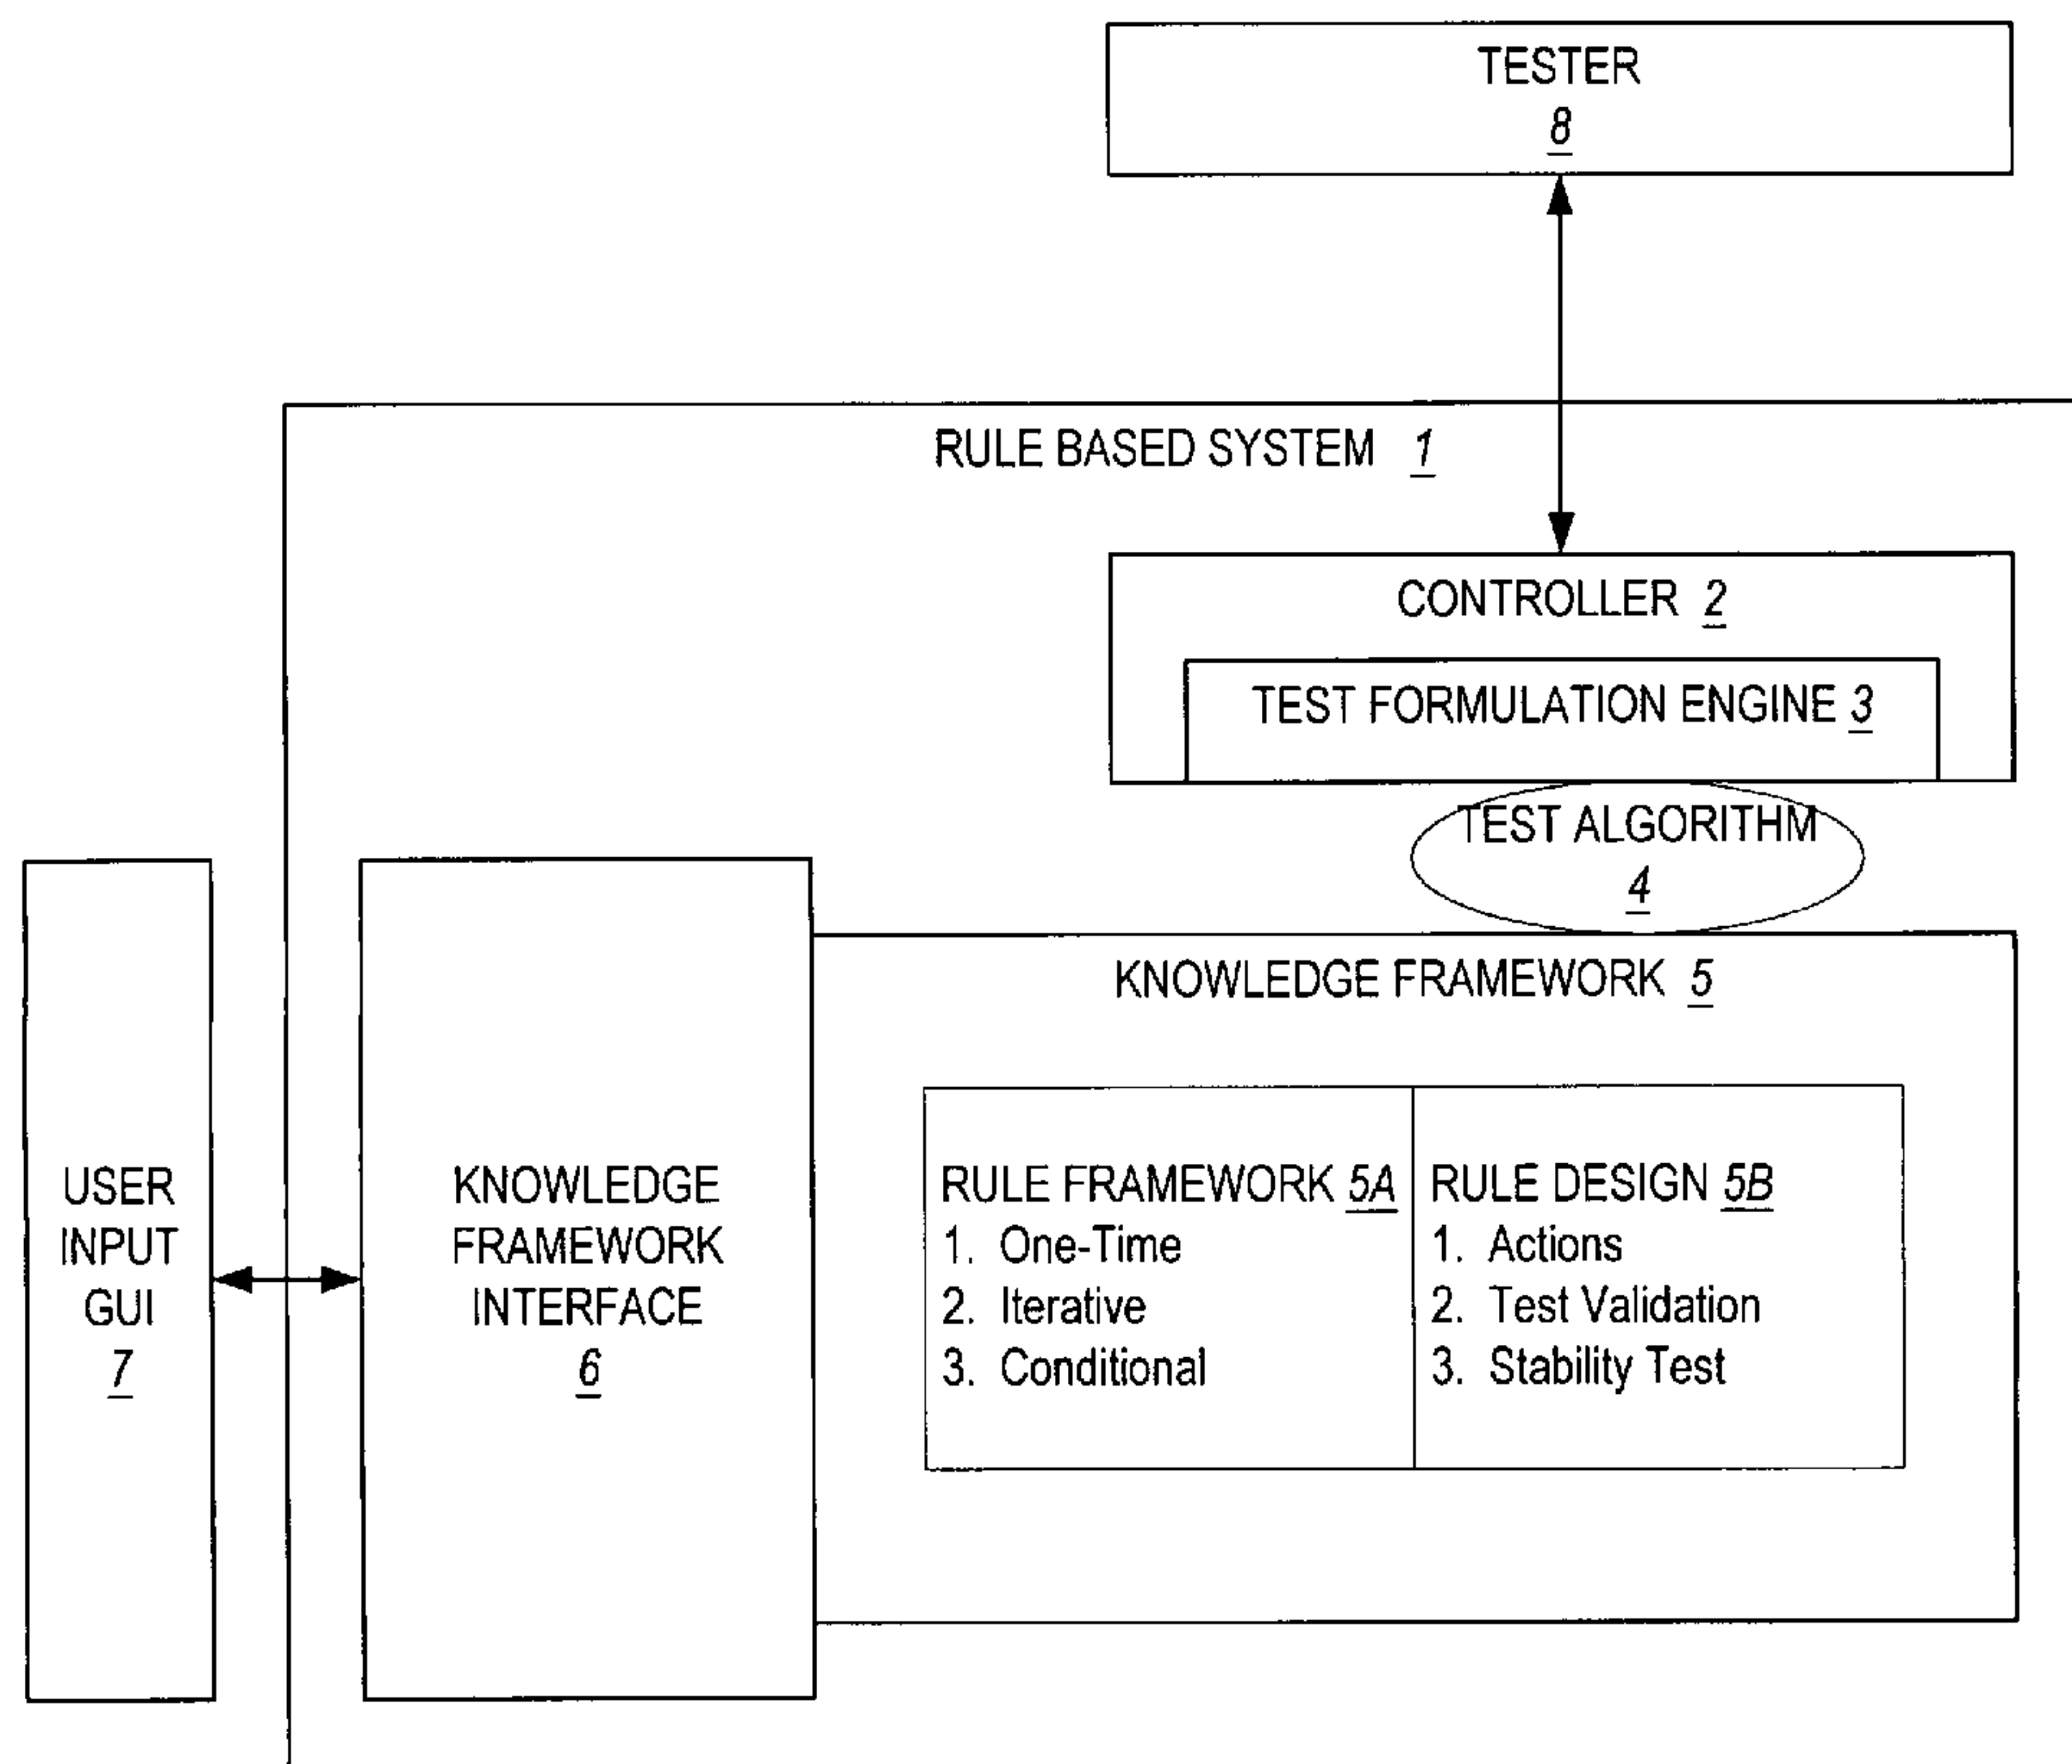 TESTER
8
RULE BASED SYSTEM 1
CONTROLLER 2
TEST FORMULATION ENGINE 3
TEST ALGORITHM
4
KNOWLEDGE FRAMEWORK 5
USER
INPUT
GUI
7
KNOWLEDGE
FRAMEWORK
INTERFACE
6
RULE FRAMEWORK 5A
1. One-Time
2. Iterative
3. Conditional
RULE DESIGN 5B
1. Actions
2. Test Validation
3. Stability Test